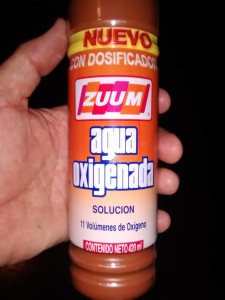 NUEVO
CON DOSIFICADOR
ZUUM
agua
oxigenada
SOLUCION
11 Volúmenes de Oxígeno
CONTENIDO NETO 420 ml